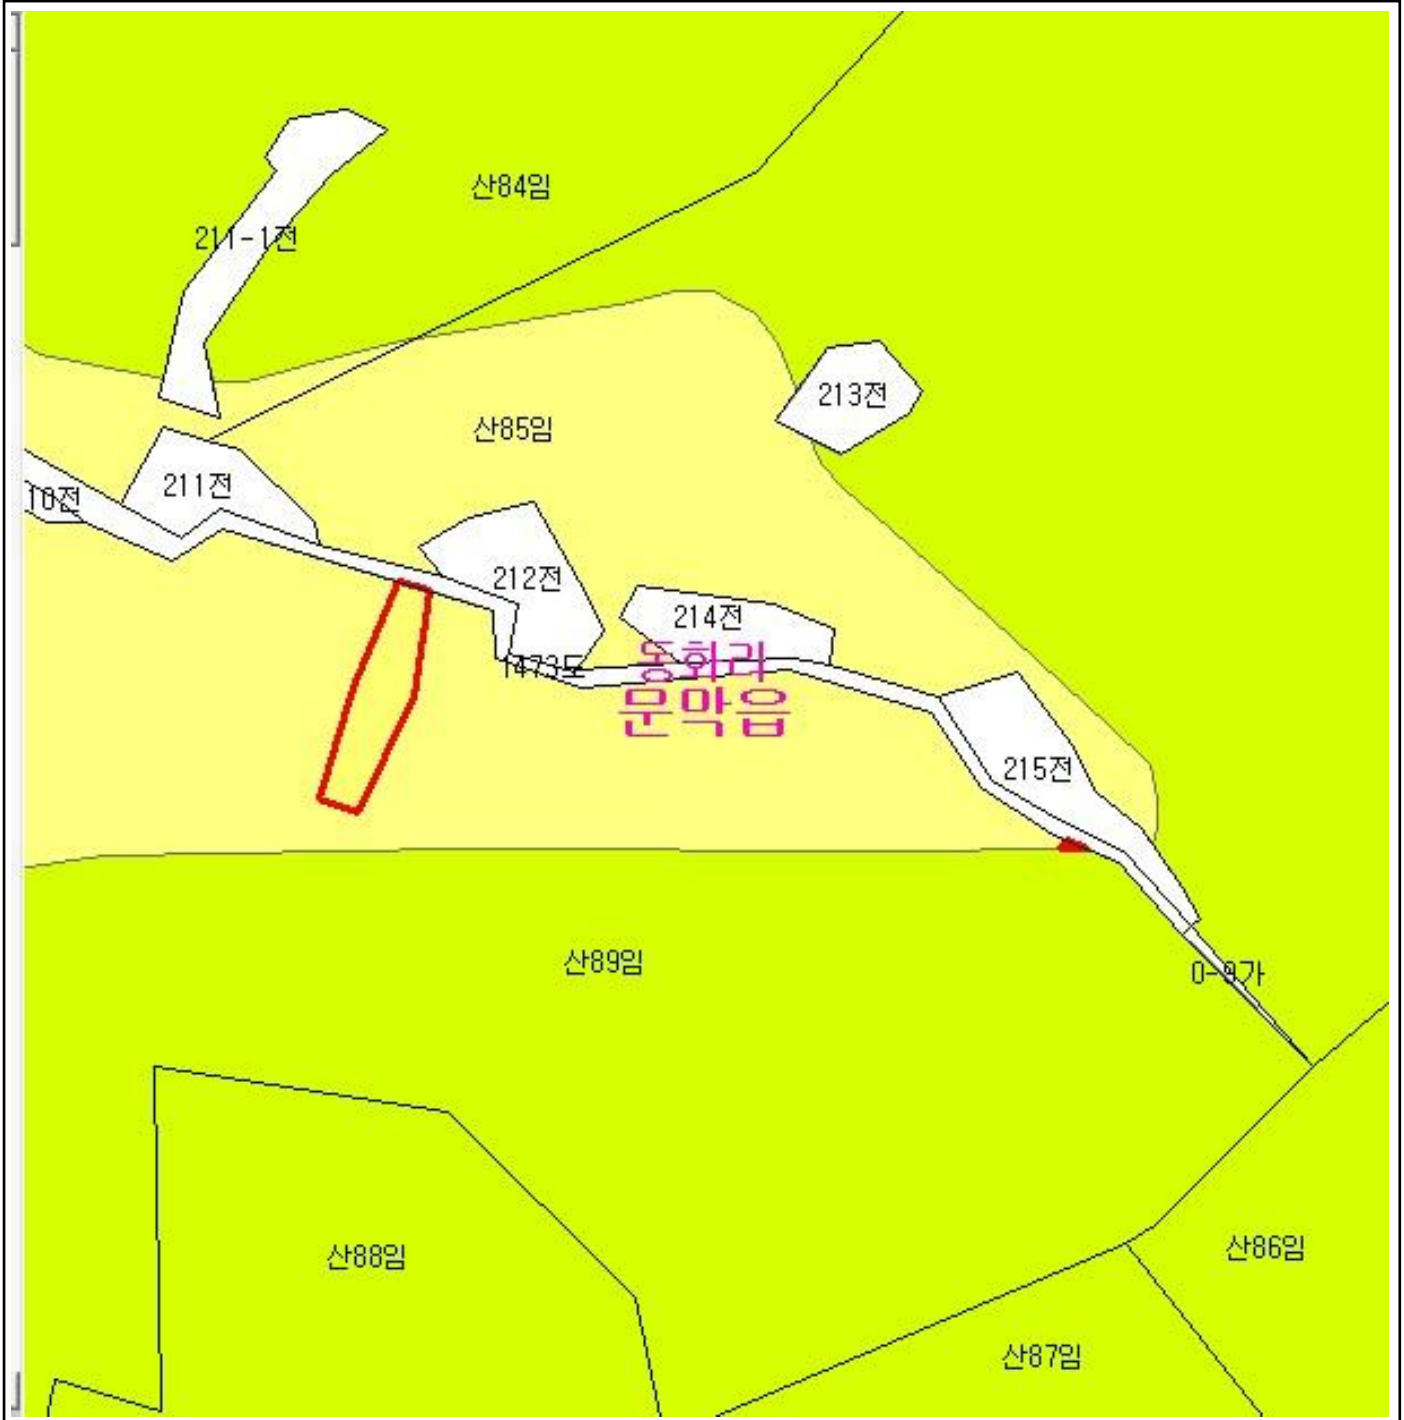 산84임
211-1전
213전
산85임
211전
10전
212전
214전
1473도
동화리
문막읍
215전
산89임
0-9가
산88임
산86임
산87임